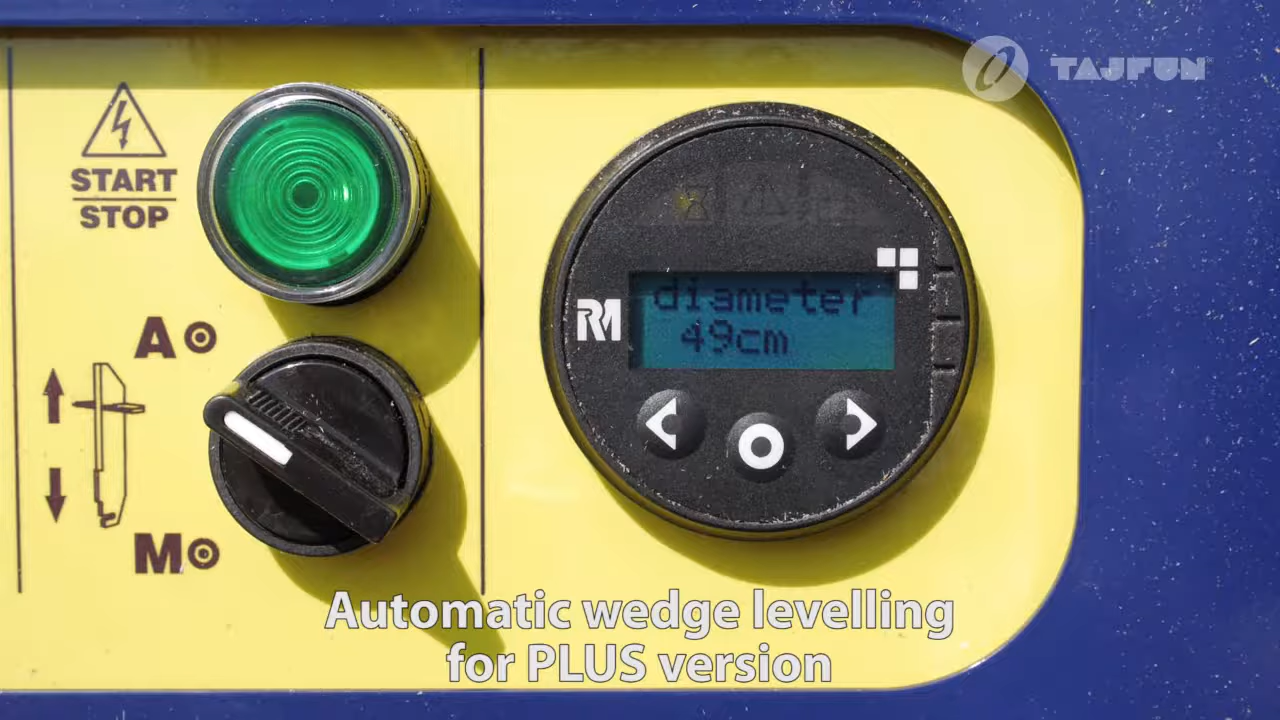 TAJFUN
START
STOP
A
M
RM
diameter
49cm
Automatic wedge levelling
for PLUS version